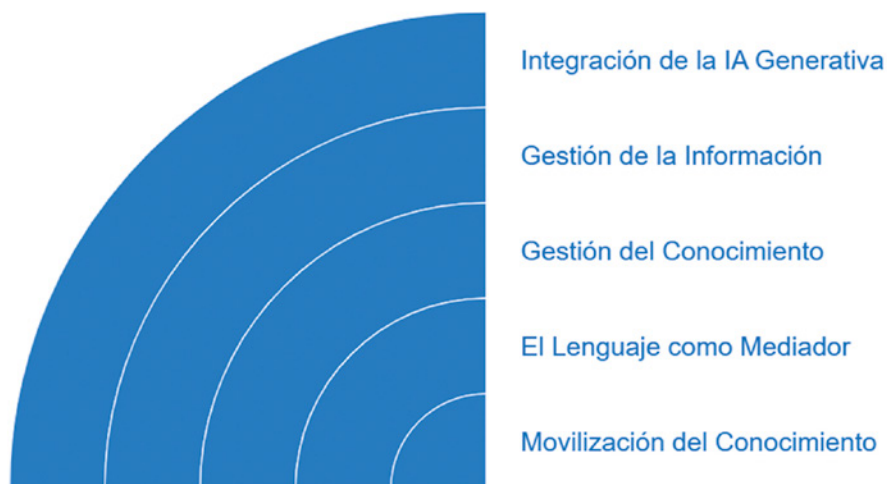 Integración de la IA Generativa
Gestión de la Información
Gestión del Conocimiento
El Lenguaje como Mediador
Movilización del Conocimiento